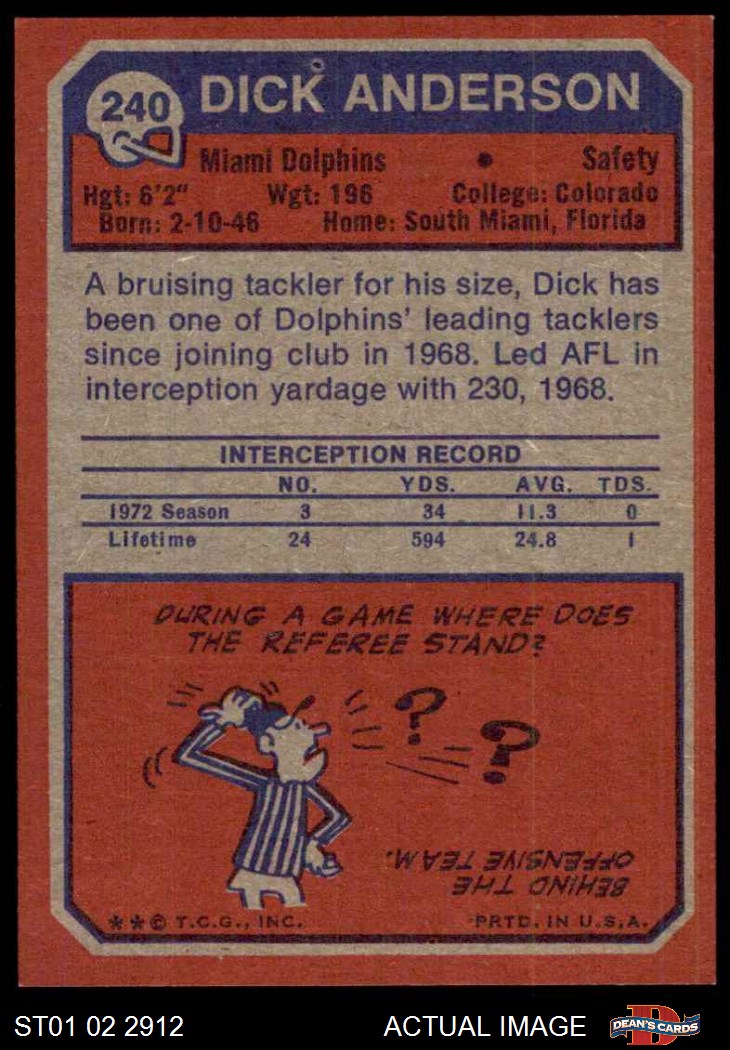 240
DICK ANDERSON
Miami Dolphins • Safety
Hgt: 6'2" Wgt: 196 College: Colorado
Born: 2-10-46 Home: South Miami, Florida
A bruising tackler for his size, Dick has
been one of Dolphins' leading tacklers
since joining club in 1968. Led AFL in
interception yardage with 230, 1968.
INTERCEPTION RECORD
NO. YDS. AVG. TDS.
1972 Season 3 34 11.3 0
Lifetime 24 594 24.8 1
DURING A GAME WHERE DOES
THE REFEREE STAND?
? ?
BEHIND THE
OFFENSIVE TEAM.
**© T.C.G., INC. PRTD. IN U.S.A.
ST01 02 2912 ACTUAL IMAGE DEAN'S CARDS